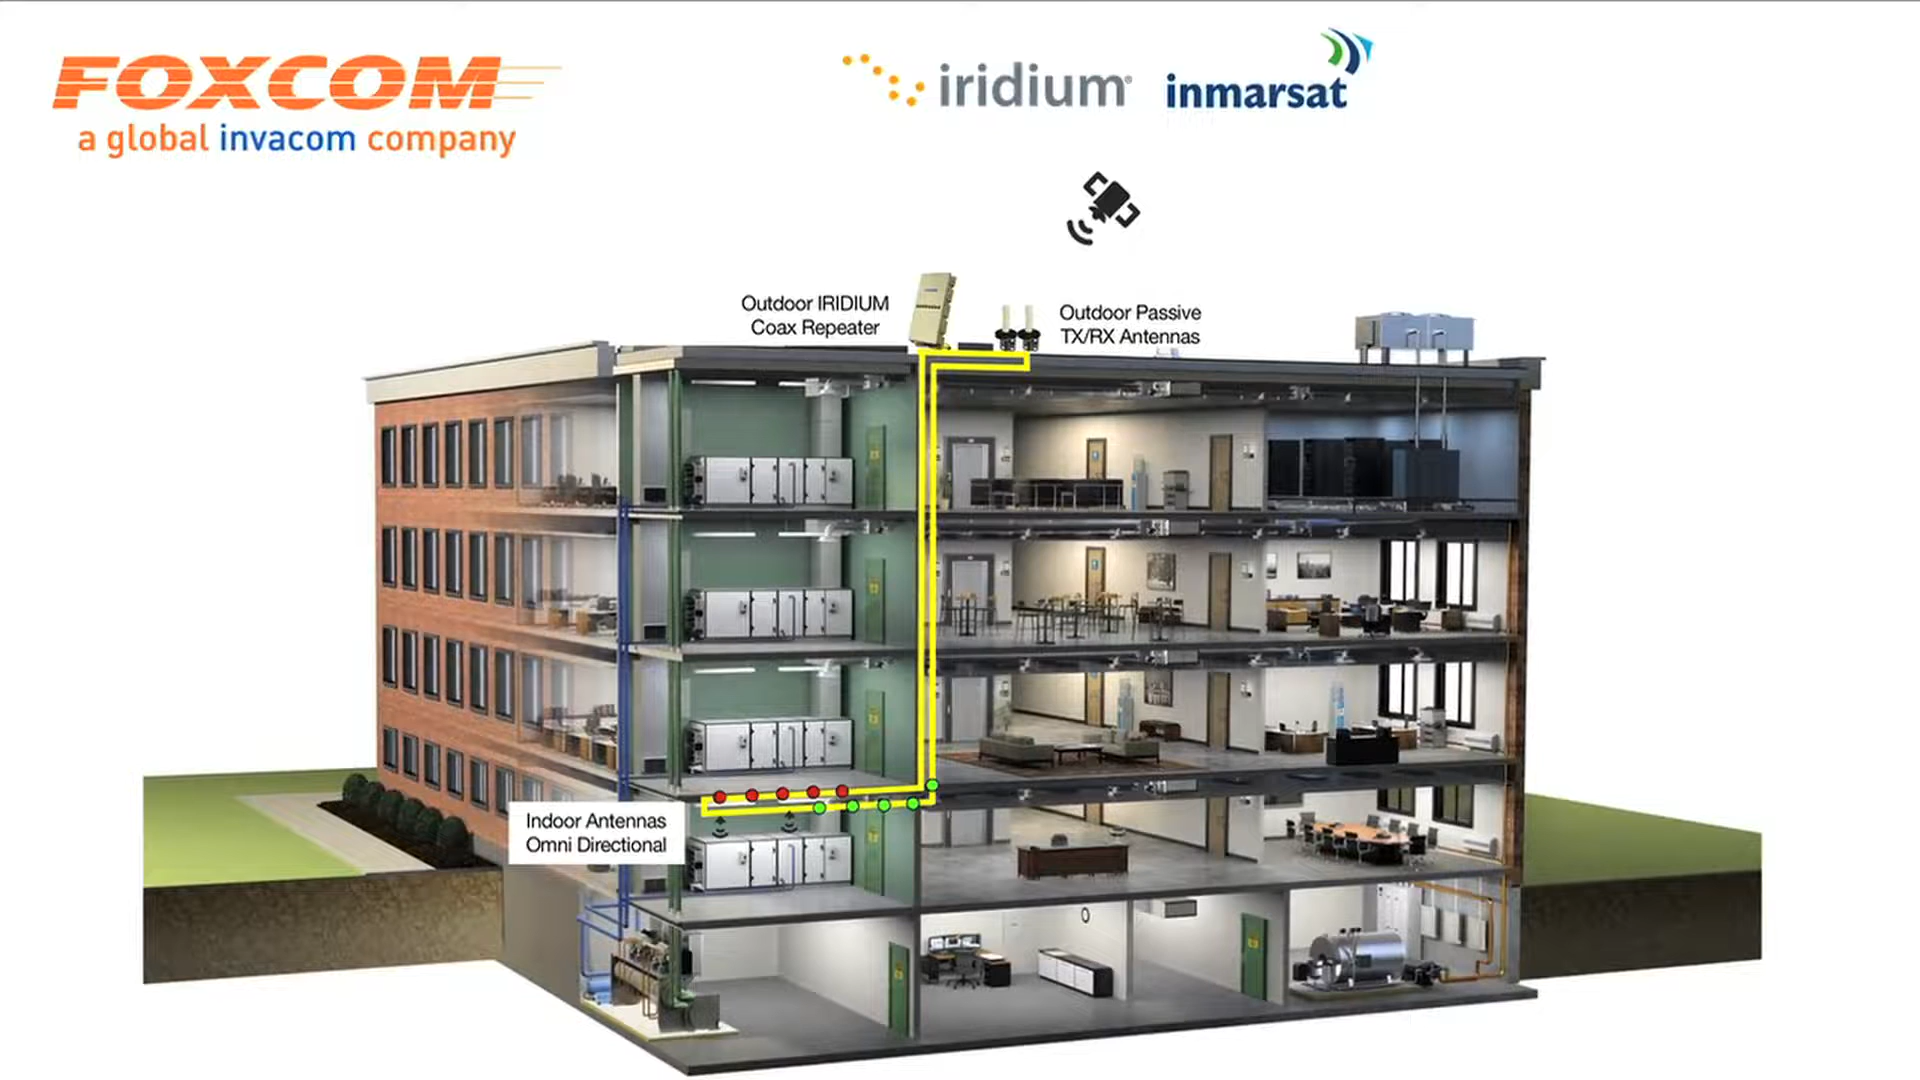 FOXCOM
a global invacom company
iridium®
inmarsat
Outdoor IRIDIUM
Coax Repeater
Outdoor Passive
TX/RX Antennas
Indoor Antennas
Omni Directional